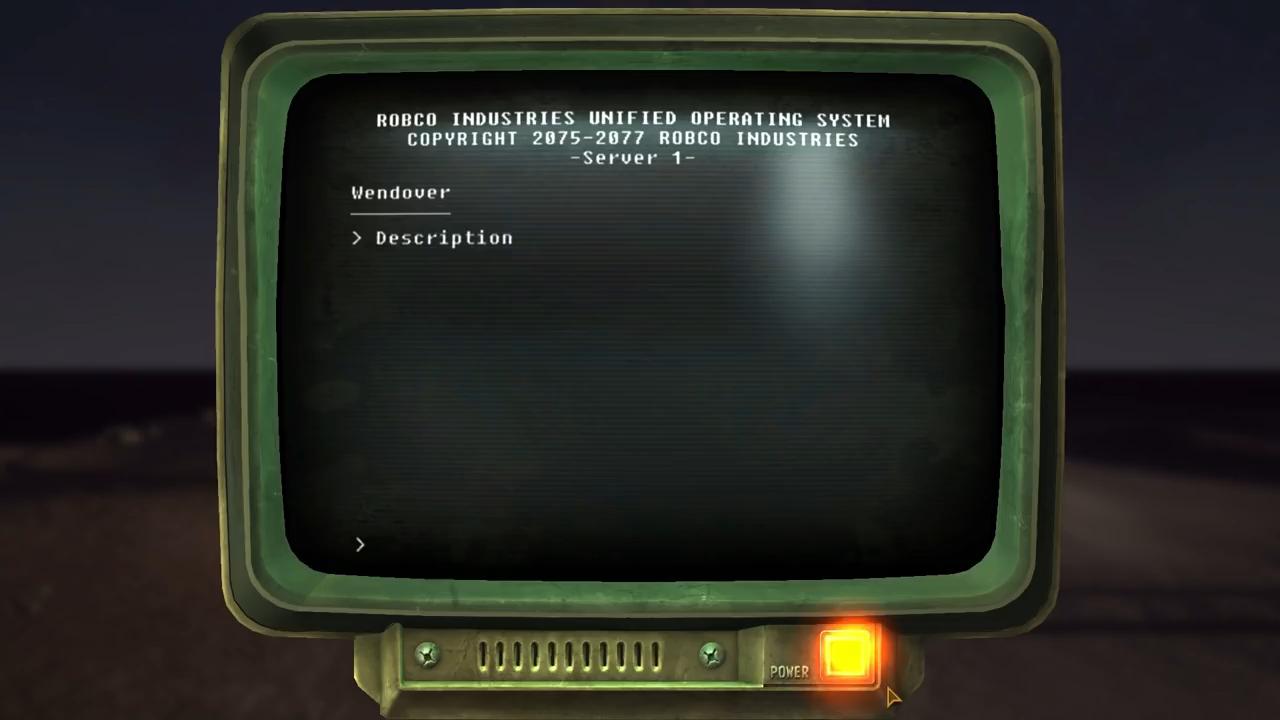 ROBCO INDUSTRIES UNIFIED OPERATING SYSTEM
COPYRIGHT 2075-2077 ROBCO INDUSTRIES
-Server 1-
Wendover
> Description
>
POWER